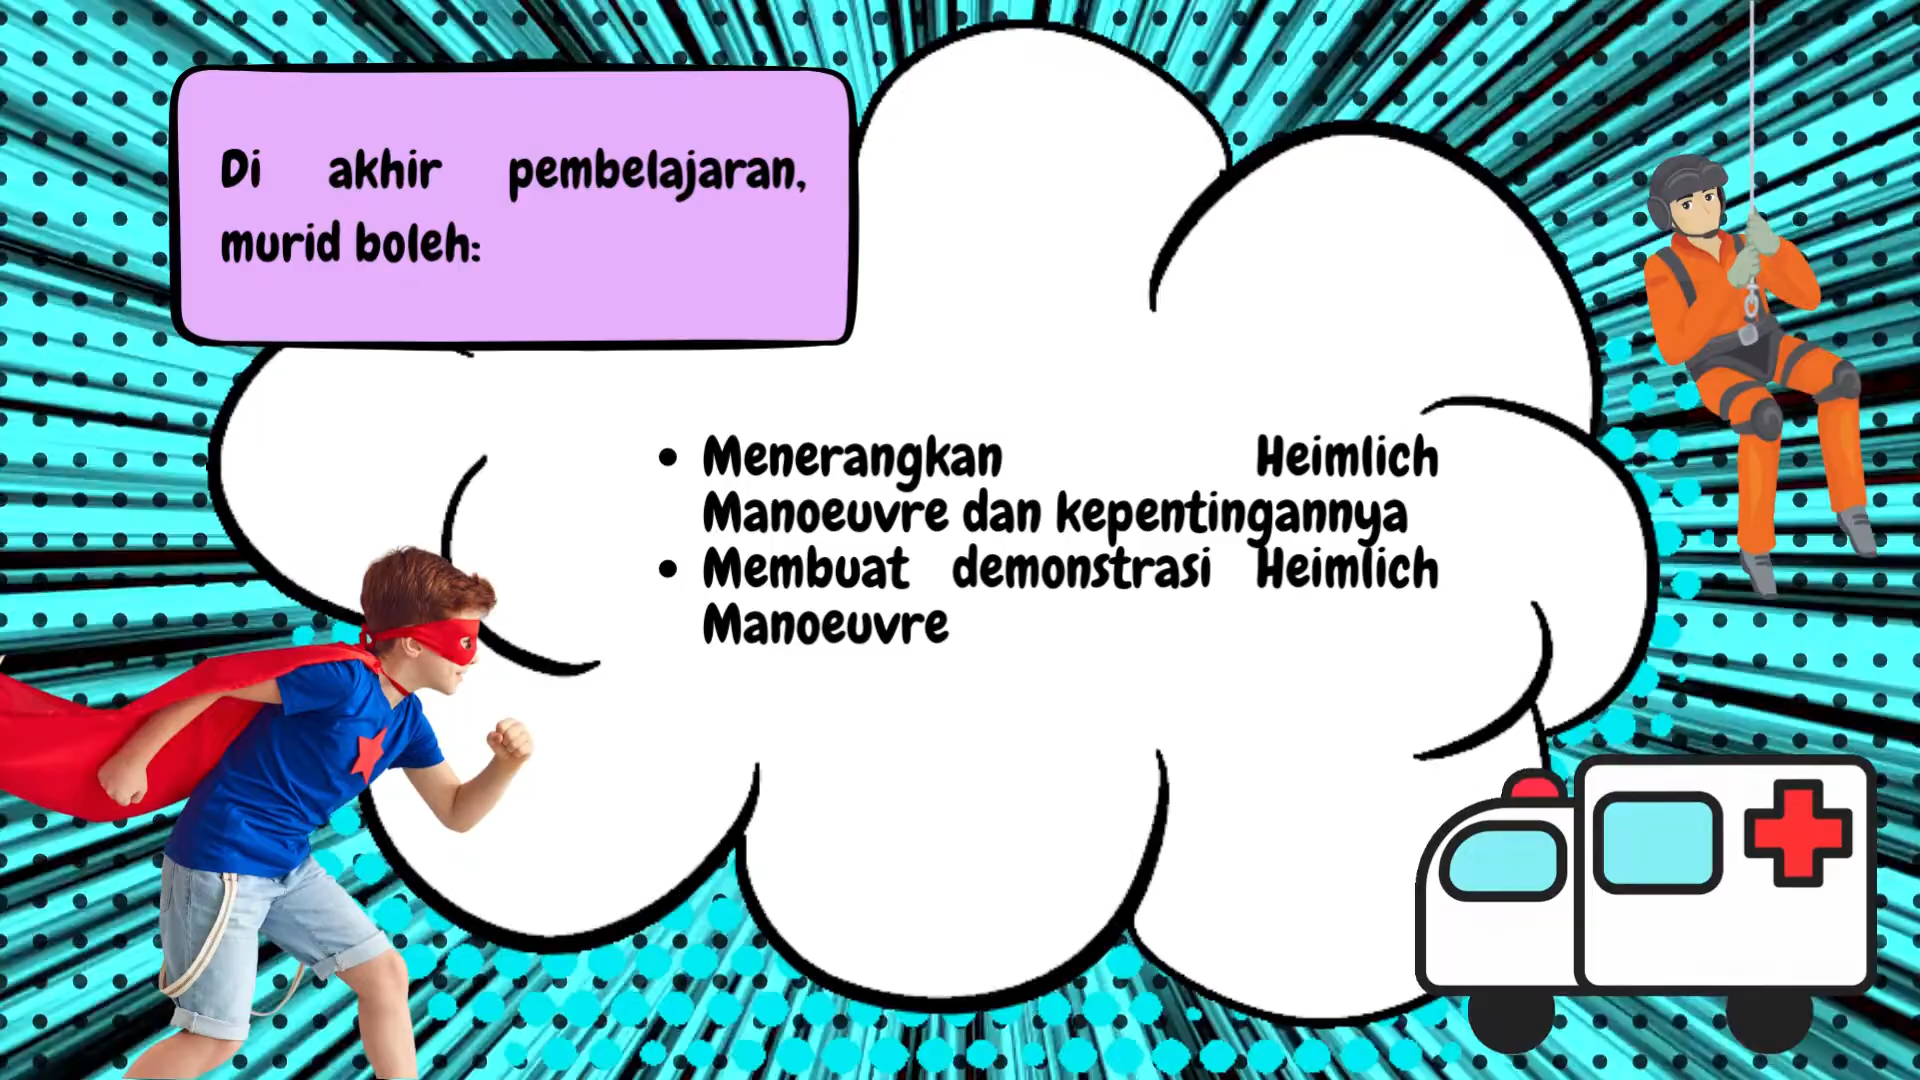 Di akhir pembelajaran,
murid boleh:
• Menerangkan Heimlich
Manoeuvre dan kepentingannya
• Membuat demonstrasi Heimlich
Manoeuvre